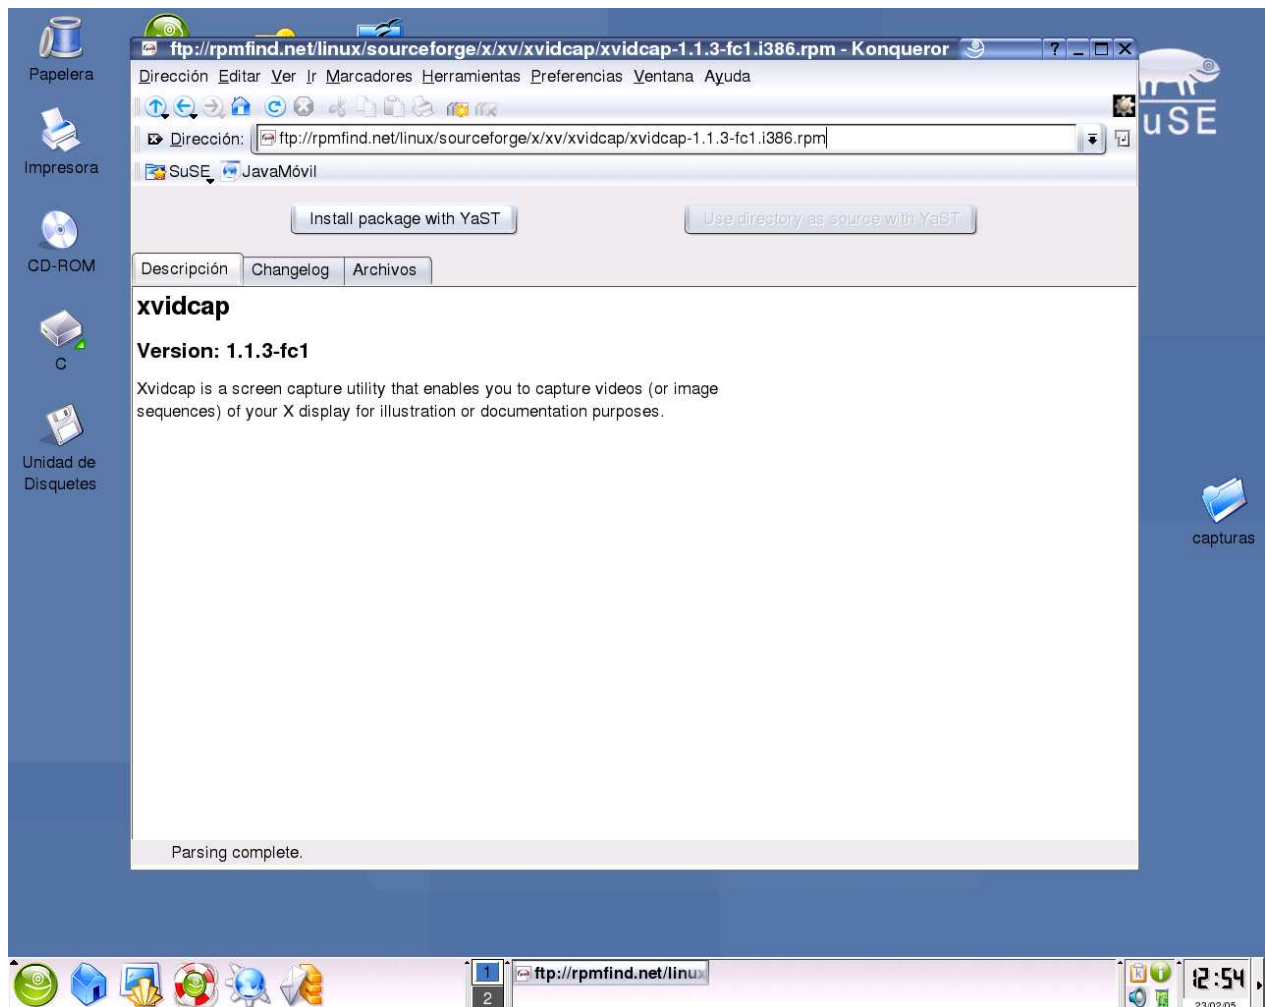 Papelera
Impresora
CD-ROM
C
Unidad de
Disquetes
ftp://rpmfind.net/linux/sourceforge/x/xv/xvidcap/xvidcap-1.1.3-fc1.i386.rpm - Konqueror
?
Dirección Editar Ver Ir Marcadores Herramientas Preferencias Ventana Ayuda
Dirección: ftp://rpmfind.net/linux/sourceforge/x/xv/xvidcap/xvidcap-1.1.3-fc1.i386.rpm
SuSE JavaMóvil
Install package with YaST Use directory as source with YaST
Descripción Changelog Archivos
xvidcap
Version: 1.1.3-fc1
Xvidcap is a screen capture utility that enables you to capture videos (or image
sequences) of your X display for illustration or documentation purposes.
Parsing complete.
uSE
capturas
1
2
ftp://rpmfind.net/linux
12:54
23/02/05